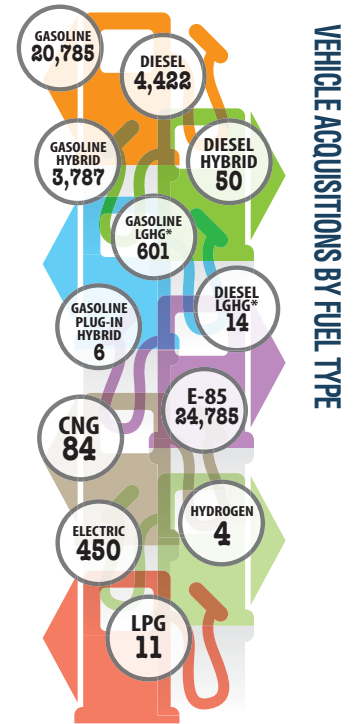 VEHICLE ACQUISITIONS BY FUEL TYPE
GASOLINE
20,785
DIESEL
4,422
GASOLINE
HYBRID
3,787
DIESEL
HYBRID
50
GASOLINE
LGHG*
601
DIESEL
LGHG*
14
GASOLINE
PLUG-IN
HYBRID
6
E-85
24,785
CNG
84
HYDROGEN
4
ELECTRIC
450
LPG
11